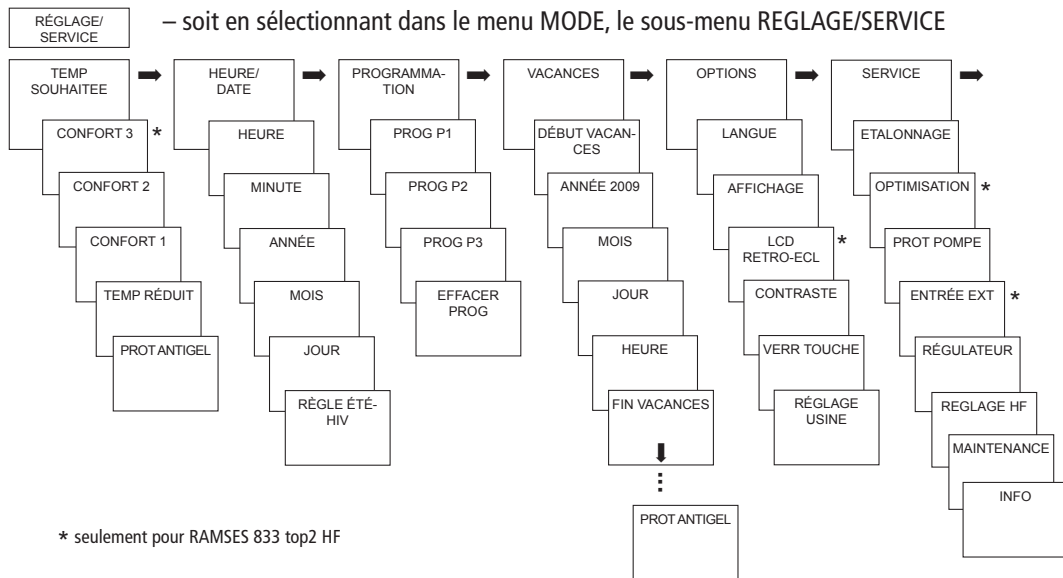 RÉGLAGE/
SERVICE
– soit en sélectionnant dans le menu MODE, le sous-menu REGLAGE/SERVICE
TEMP
SOUHAITEE
CONFORT 3 *
CONFORT 2
CONFORT 1
TEMP RÉDUIT
PROT ANTIGEL
HEURE/
DATE
HEURE
MINUTE
ANNÉE
MOIS
JOUR
RÈGLE ÉTÉ-
HIV
PROGRAMMA-
TION
PROG P1
PROG P2
PROG P3
EFFACER
PROG
VACANCES
DÉBUT VACAN-
CES
ANNÉE 2009
MOIS
JOUR
HEURE
FIN VACANCES
PROT ANTIGEL
OPTIONS
LANGUE
AFFICHAGE
LCD *
RETRO-ECL
CONTRASTE
VERR TOUCHE
RÉGLAGE
USINE
SERVICE
ETALONNAGE
OPTIMISATION *
PROT POMPE
ENTRÉE EXT *
RÉGULATEUR
REGLAGE HF
MAINTENANCE
INFO
* seulement pour RAMSES 833 top2 HF